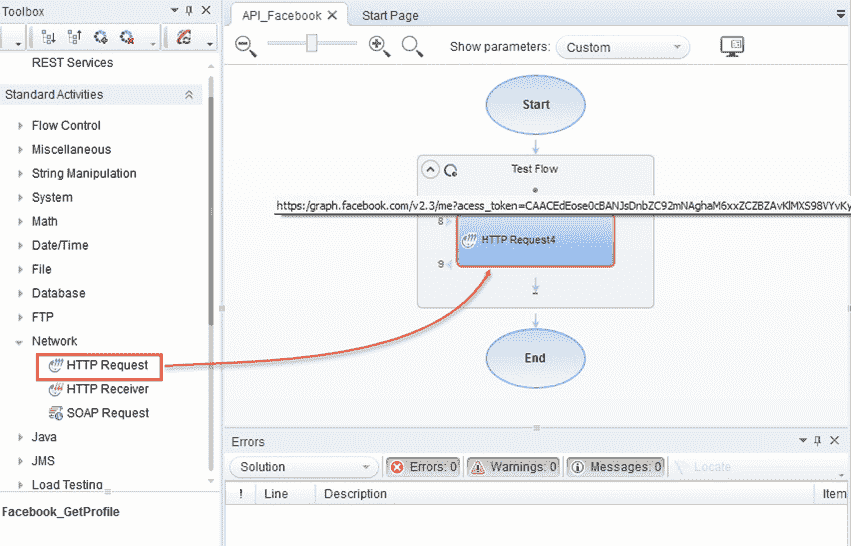 Toolbox
REST Services
Standard Activities
Flow Control
Miscellaneous
String Manipulation
System
Math
Date/Time
File
Database
FTP
Network
HTTP Request
HTTP Receiver
SOAP Request
Java
JMS
Load Testing
Facebook_GetProfile
API_Facebook
Start Page
Show parameters: Custom
Start
Test Flow
https://graph.facebook.com/v2.3/me?acess_token=CAACEdEose0cBANJsDnbZC92mNAghaM6xxZCZBZAvKlMXS98VYvKy
8
HTTP Request4
9
End
Errors
Solution
Errors: 0
Warnings: 0
Messages: 0
Locate
! Line Description Item